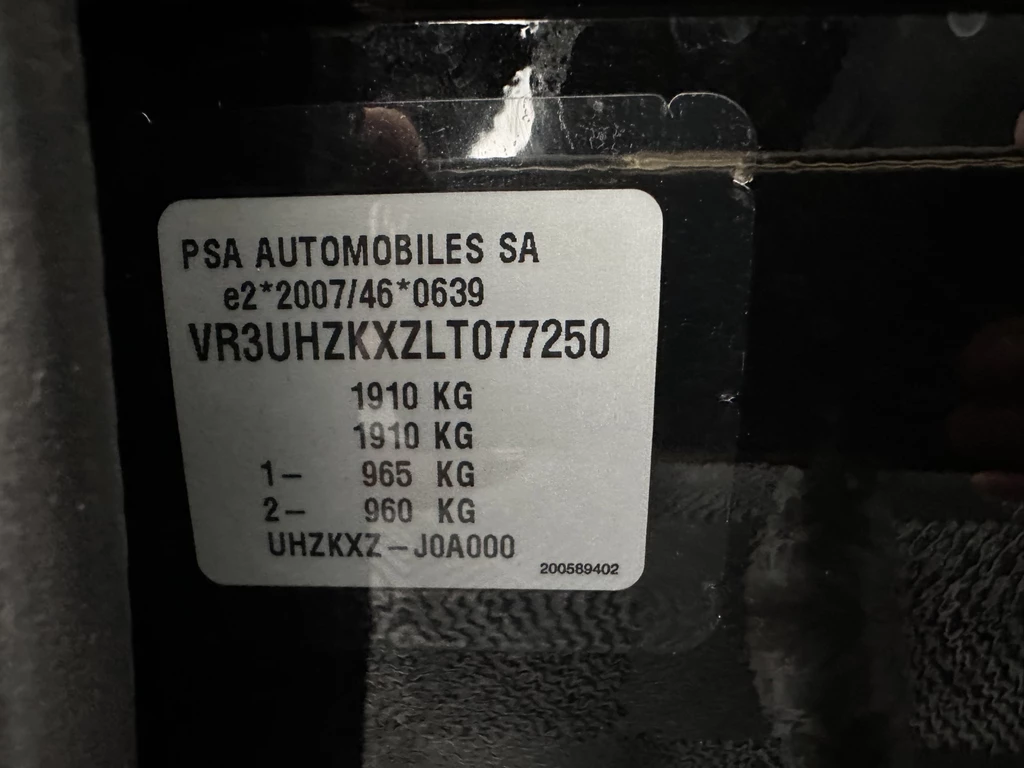 PSA AUTOMOBILES SA
e2*2007/46*0639
VR3UHZKXZLT077250
1910 KG
1910 KG
1– 965 KG
2– 960 KG
UHZKXZ–J0A000
200589402